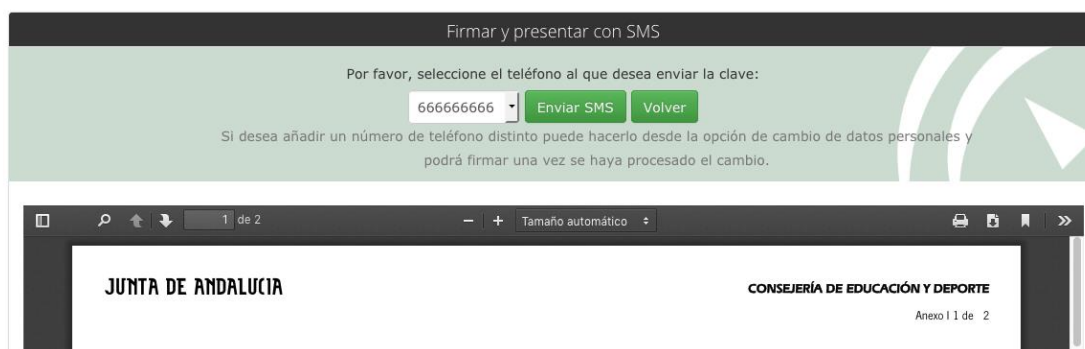 Firmar y presentar con SMS
Por favor, seleccione el teléfono al que desea enviar la clave:
666666666 Enviar SMS Volver
Si desea añadir un número de teléfono distinto puede hacerlo desde la opción de cambio de datos personales y
podrá firmar una vez se haya procesado el cambio.
1 de 2 Tamaño automático
JUNTA DE ANDALUCIA CONSEJERÍA DE EDUCACIÓN Y DEPORTE
Anexo I 1 de 2